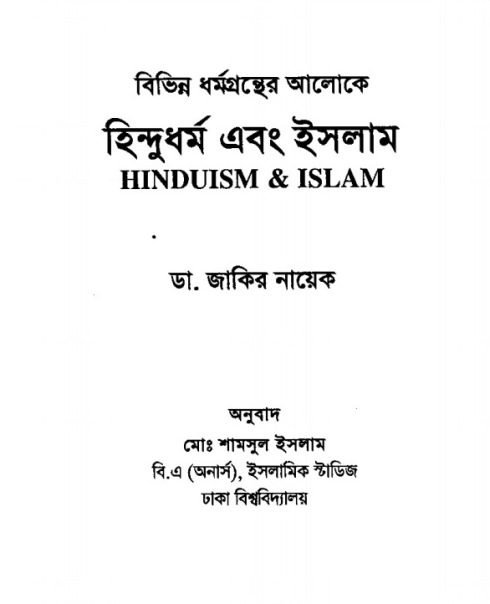 বিভিন্ন ধর্মগ্রন্থের আলোকে
হিন্দুধর্ম এবং ইসলাম
HINDUISM & ISLAM
ডা. জাকির নায়েক
অনুবাদ
মোঃ শামসুল ইসলাম
বি.এ (অনার্স), ইসলামিক স্টাডিজ
ঢাকা বিশ্ববিদ্যালয়